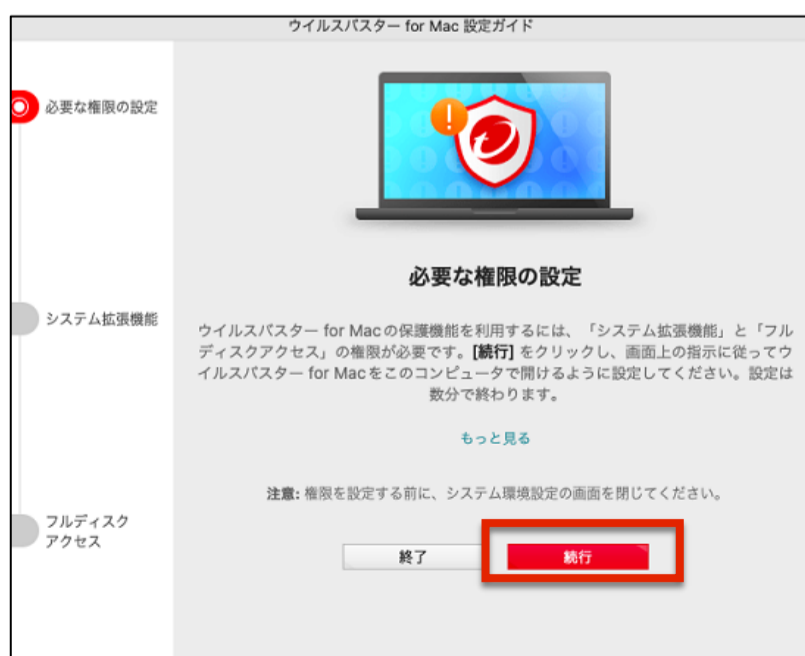 ウイルスバスター for Mac 設定ガイド
必要な権限の設定
システム拡張機能
フルディスク
アクセス
必要な権限の設定
ウイルスバスター for Macの保護機能を利用するには、「システム拡張機能」と「フル
ディスクアクセス」の権限が必要です。[続行] をクリックし、画面上の指示に従ってウ
イルスバスター for Macをこのコンピュータで開けるように設定してください。設定は
数分で終わります。
もっと見る
注意: 権限を設定する前に、システム環境設定の画面を閉じてください。
終了
続行